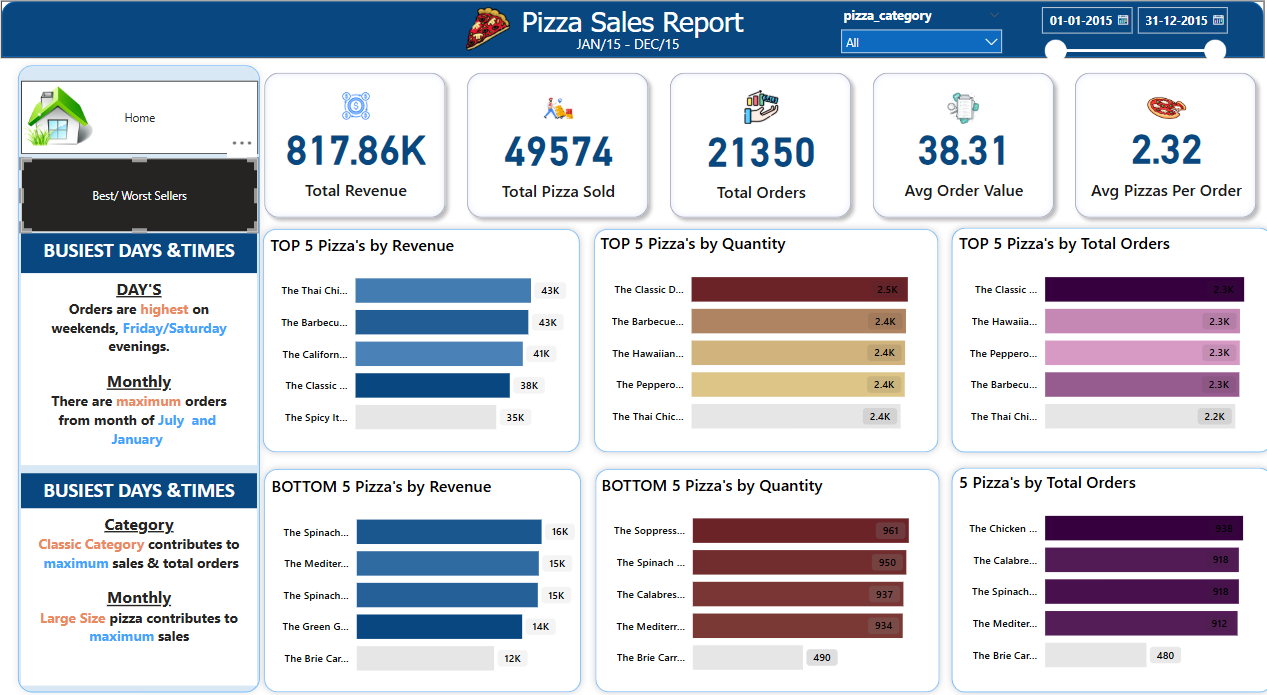 Pizza Sales Report
JAN/15 - DEC/15
pizza_category
All
01-01-2015
31-12-2015
Home
...
Best/ Worst Sellers
BUSIEST DAYS &TIMES
DAY'S
Orders are highest on
weekends, Friday/Saturday
evenings.
Monthly
There are maximum orders
from month of July and
January
BUSIEST DAYS &TIMES
Category
Classic Category contributes to
maximum sales & total orders
Monthly
Large Size pizza contributes to
maximum sales
817.86K
Total Revenue
49574
Total Pizza Sold
21350
Total Orders
38.31
Avg Order Value
2.32
Avg Pizzas Per Order
TOP 5 Pizza's by Revenue
The Thai Chi... 43K
The Barbecu... 43K
The Californ... 41K
The Classic ... 38K
The Spicy It... 35K
TOP 5 Pizza's by Quantity
The Classic D... 2.5K
The Barbecue... 2.4K
The Hawaiian... 2.4K
The Peppero... 2.4K
The Thai Chic... 2.4K
TOP 5 Pizza's by Total Orders
The Classic ... 2.3K
The Hawaiia... 2.3K
The Peppero... 2.3K
The Barbecu... 2.3K
The Thai Chi... 2.2K
BOTTOM 5 Pizza's by Revenue
The Spinach... 16K
The Mediter... 15K
The Spinach... 15K
The Green G... 14K
The Brie Car... 12K
BOTTOM 5 Pizza's by Quantity
The Soppress... 961
The Spinach ... 950
The Calabres... 937
The Mediterr... 934
The Brie Carr... 490
5 Pizza's by Total Orders
The Chicken ... 938
The Calabre... 918
The Spinach... 918
The Mediter... 912
The Brie Car... 480